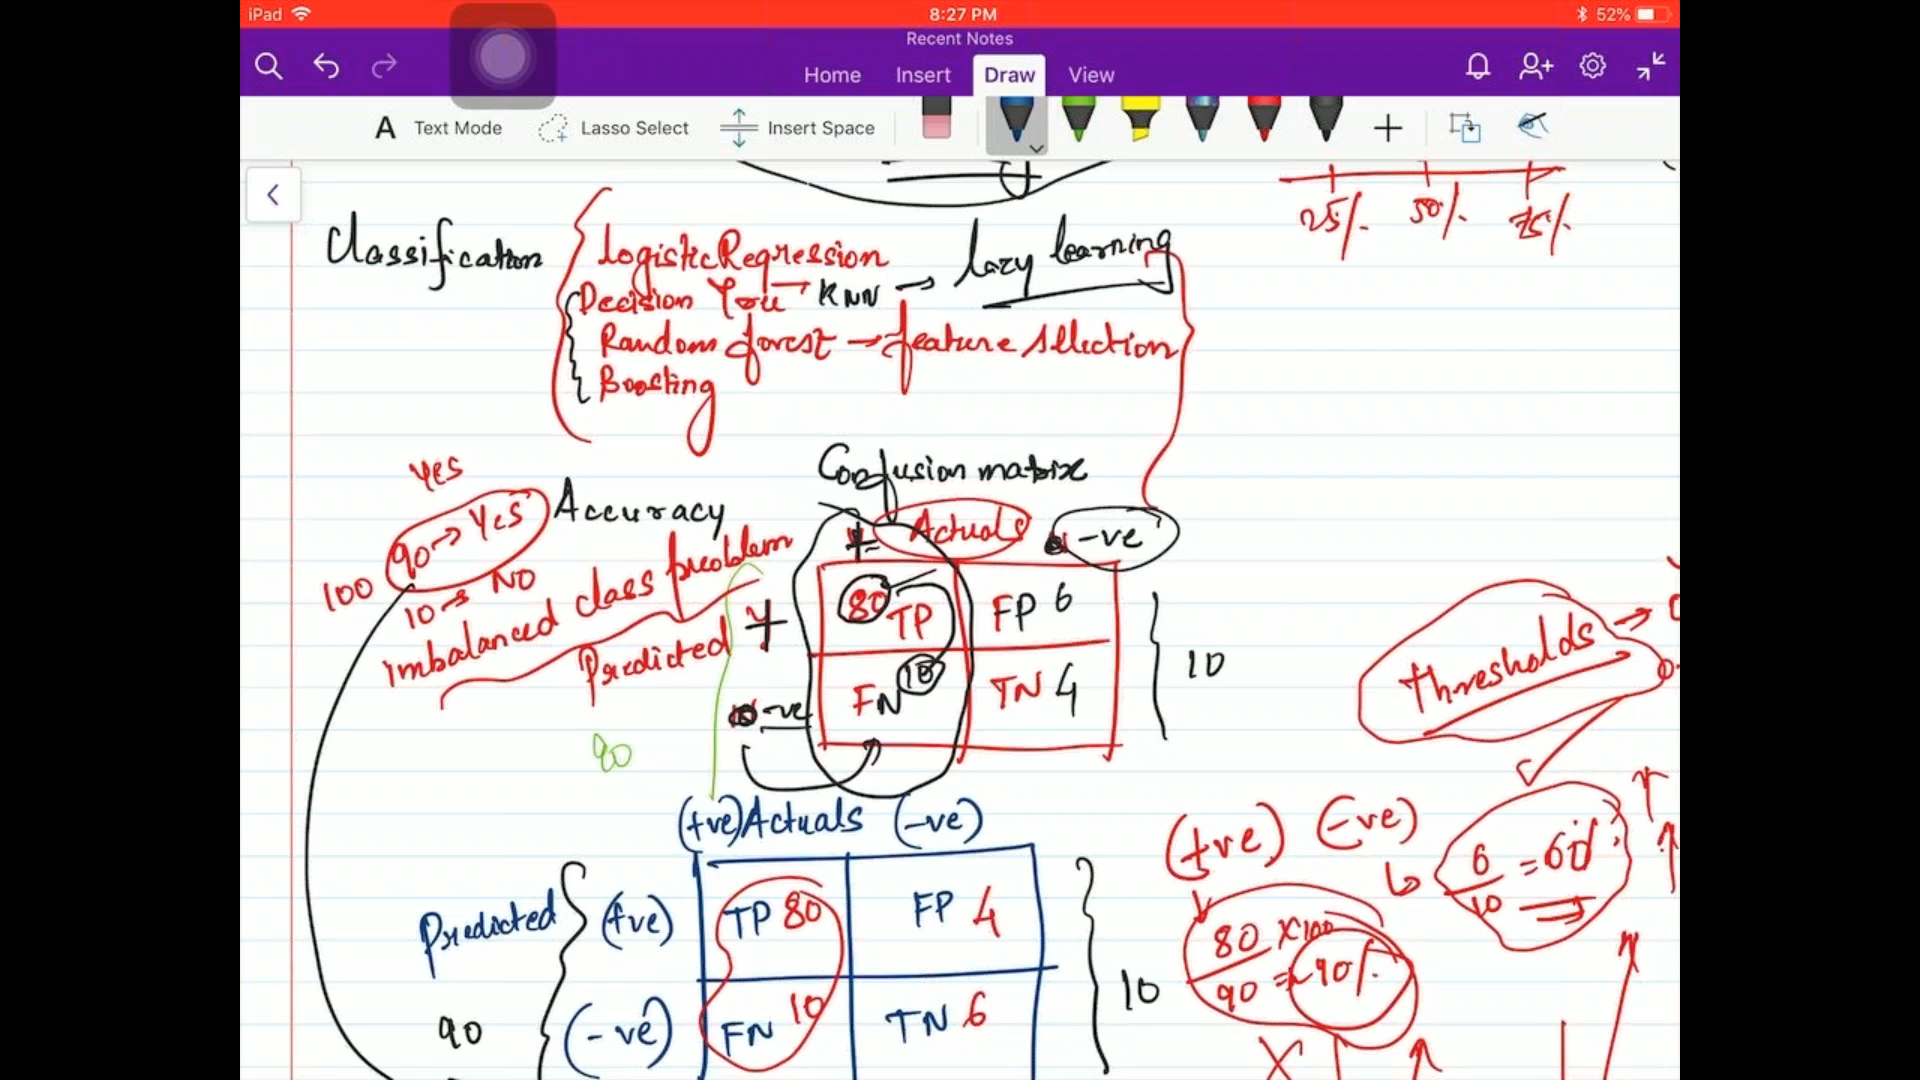 iPad 8:27 PM 52%
Recent Notes
Home Insert Draw View
A Text Mode Lasso Select Insert Space
25% 50% 75%
Classification
Logistic Regression
Decision Tree → KNN → Lazy learning
Random forest → feature selection
Boosting
Confusion matrix
YES
Accuracy
90 → YES
100
10 → NO
Imbalanced class problem
Actuals -ve
+ 80 TP FP 6
Predicted
-ve FN 10 TN 4
10
90
Thresholds →
(+ve) Actuals (-ve)
Predicted (+ve) TP 80 FP 4
90 (-ve) FN 10 TN 6
10
(+ve) (-ve)
6/10 = 60%
80/90 × 100
90%